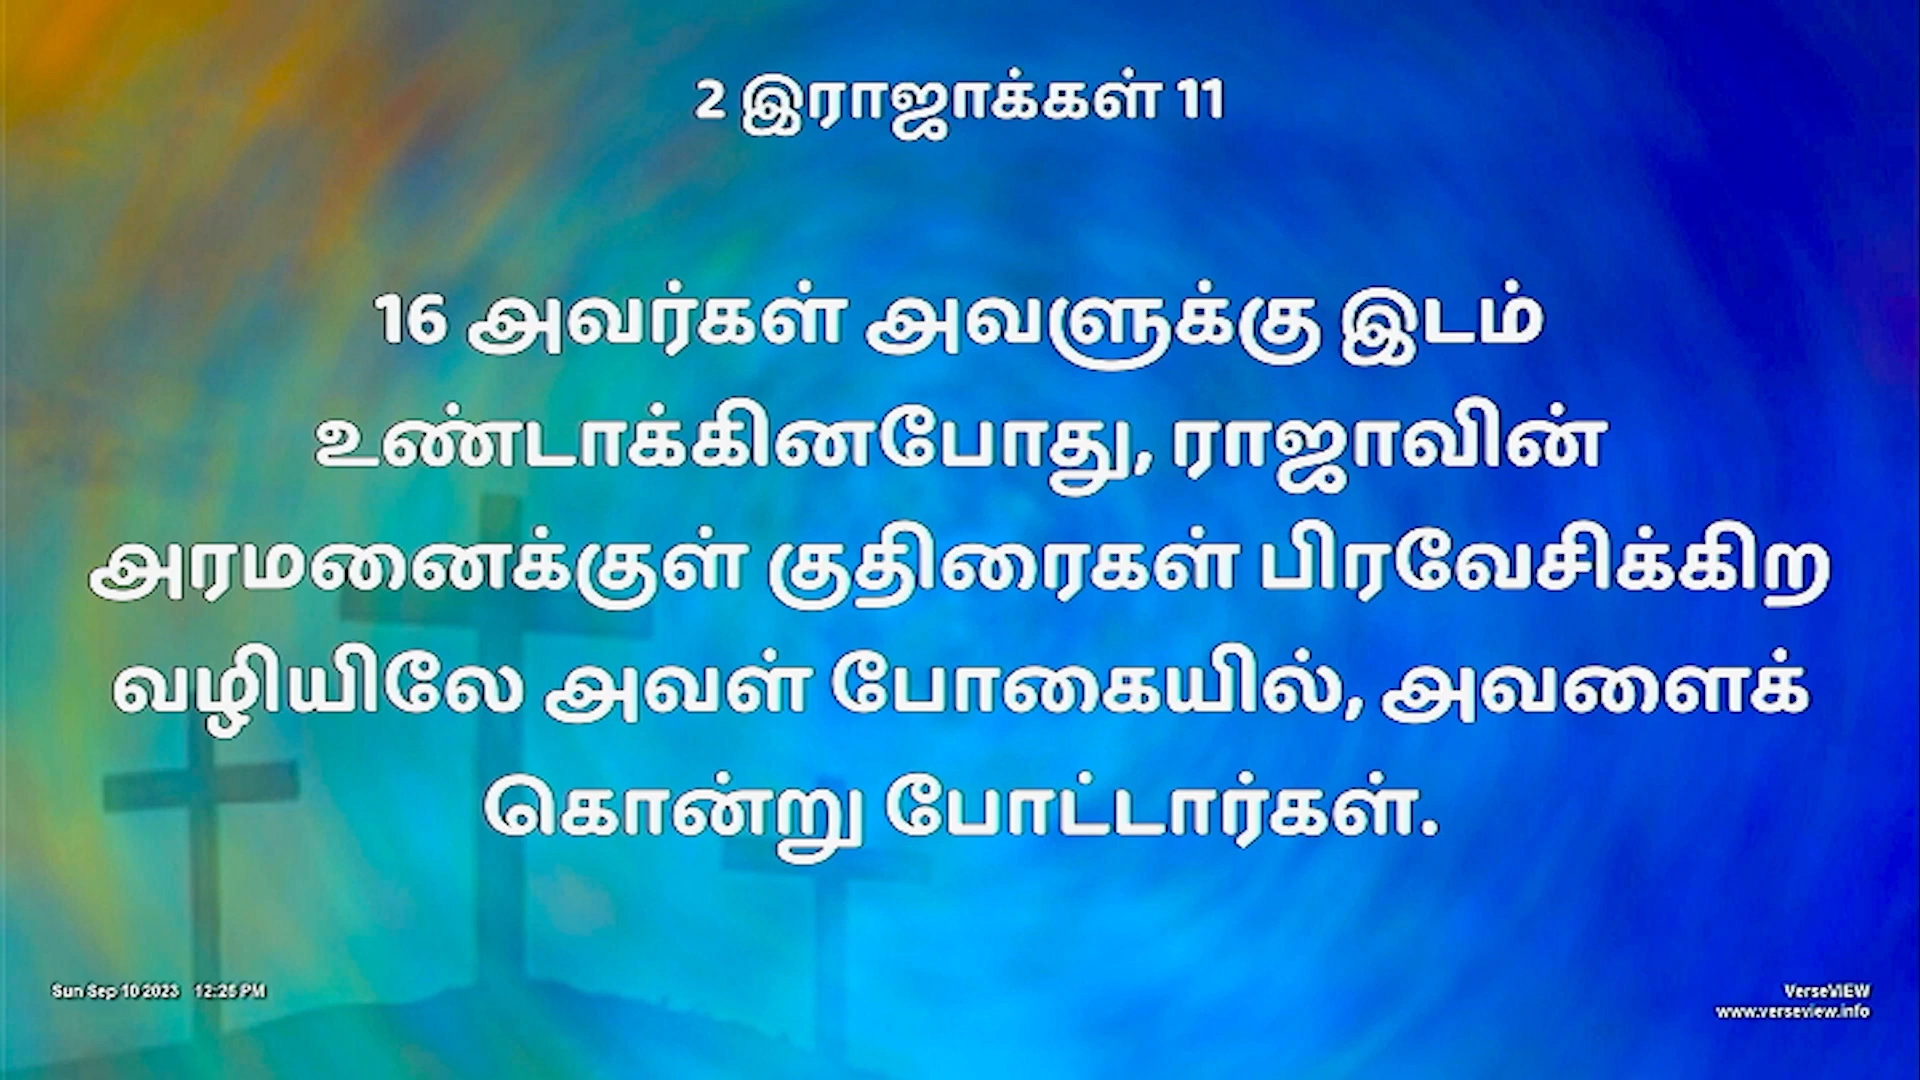 2 இராஜாக்கள் 11
16 அவர்கள் அவளுக்கு இடம்
உண்டாக்கினபோது, ராஜாவின்
அரமனைக்குள் குதிரைகள் பிரவேசிக்கிற
வழியிலே அவள் போகையில், அவளைக்
கொன்று போட்டார்கள்.
Sun Sep 10 2023 12:25 PM
VerseVIEW
www.verseview.info